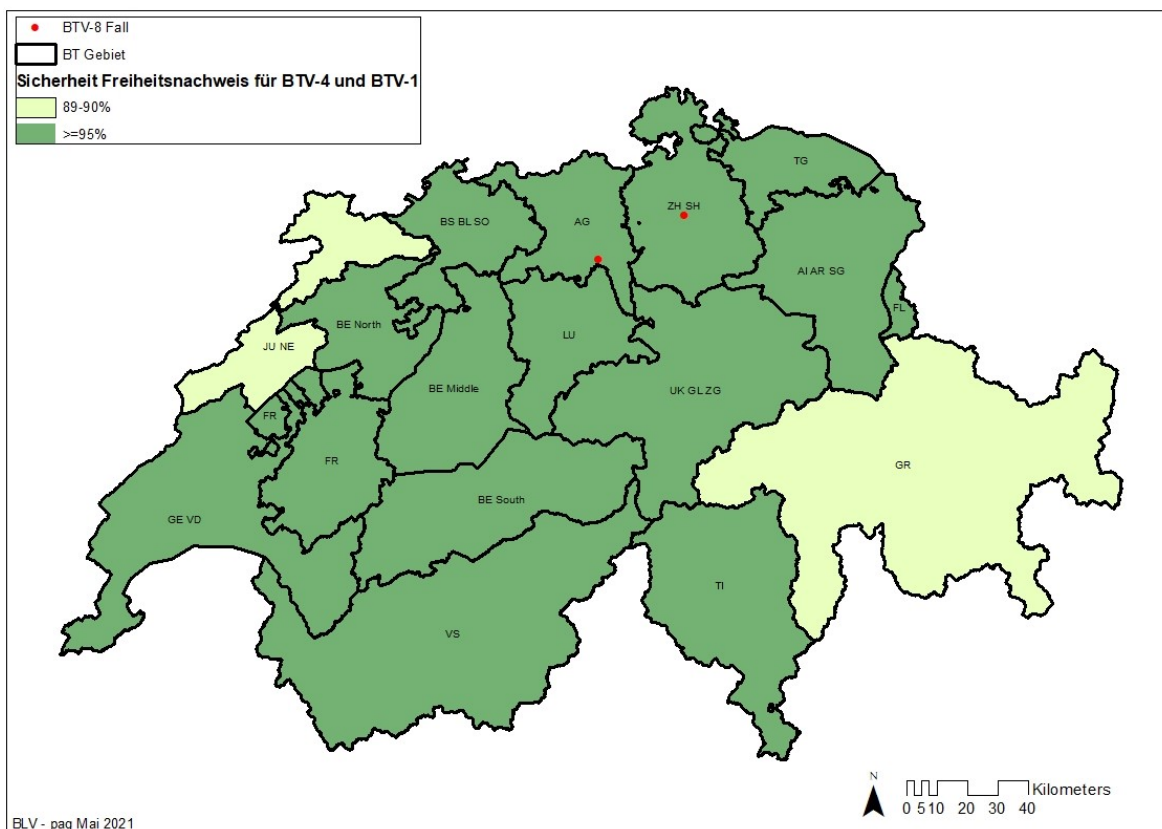 BTV-8 Fall
BT Gebiet
Sicherheit Freiheitsnachweis für BTV-4 und BTV-1
89-90%
>=95%
TG
ZH SH
BS BL SO
AG
AI AR SG
FL
BE North
LU
JU NE
BE Middle
UK GL ZG
FR
FR
GR
BE South
GE VD
TI
VS
N
Kilometers
0 5 10 20 30 40
BLV - pag Mai 2021